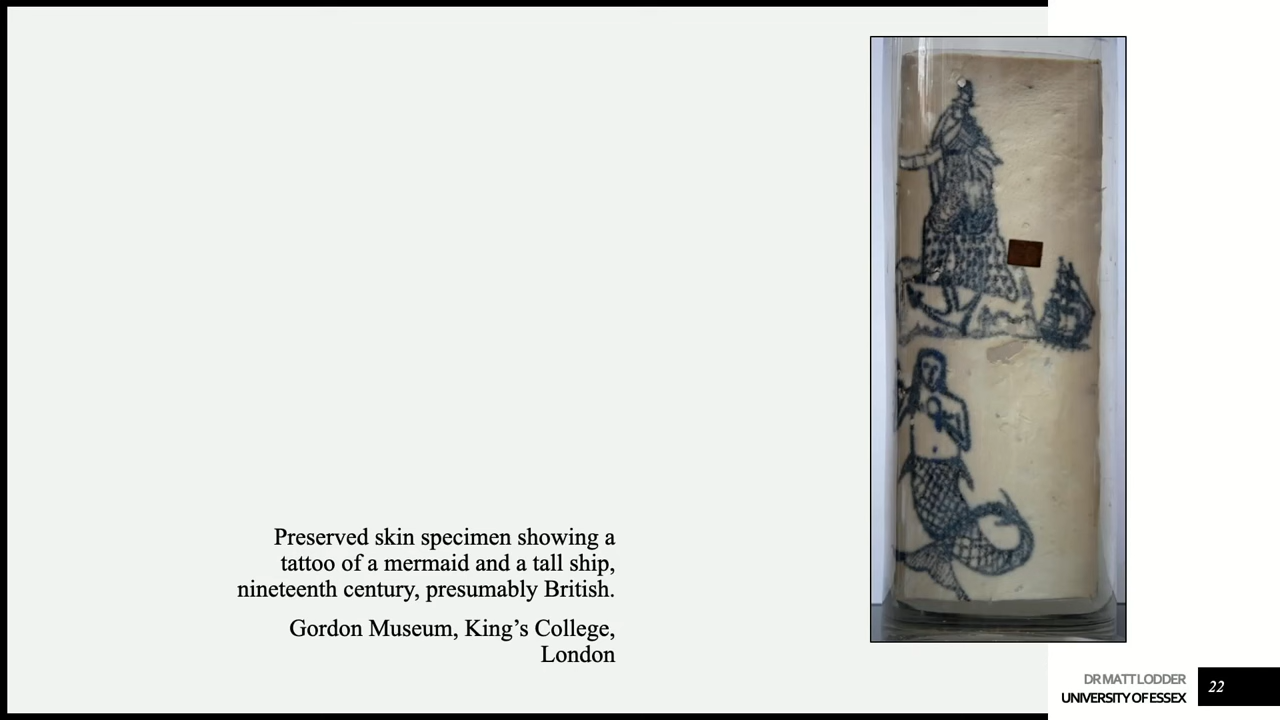 Preserved skin specimen showing a
tattoo of a mermaid and a tall ship,
nineteenth century, presumably British.
Gordon Museum, King’s College,
London
DR MATT LODDER
UNIVERSITY OF ESSEX
22